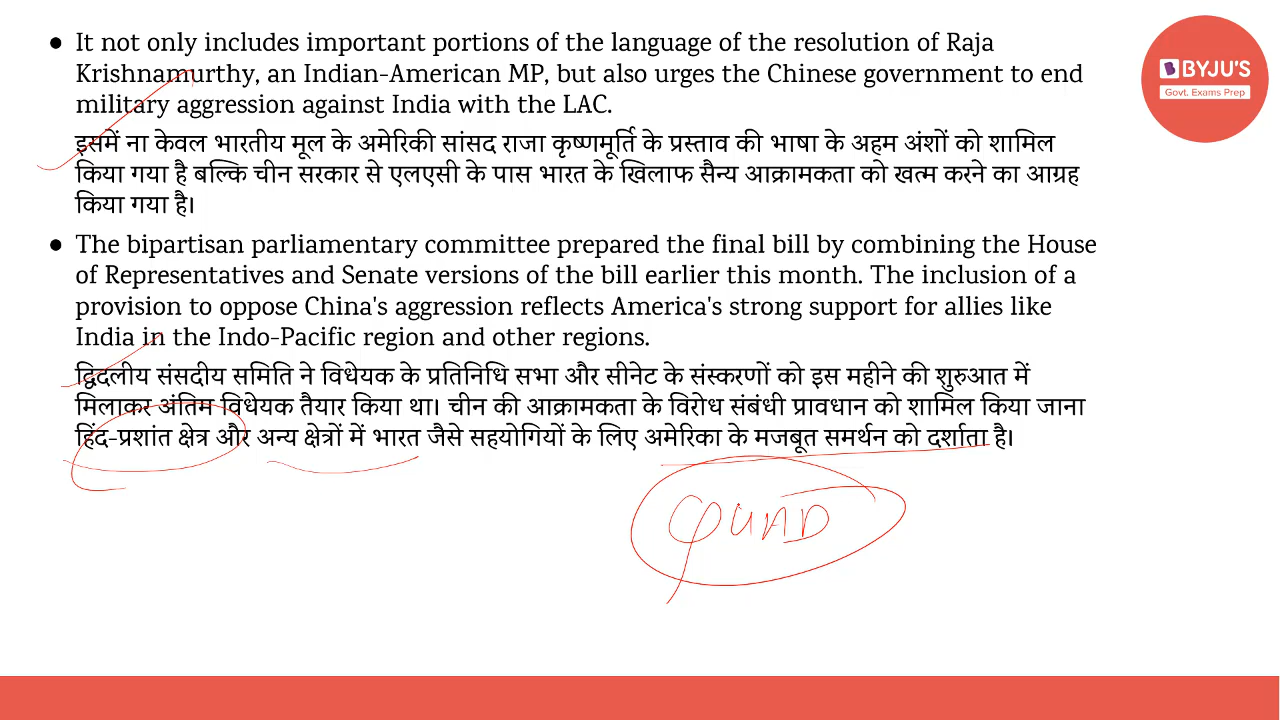 ● It not only includes important portions of the language of the resolution of Raja
Krishnamurthy, an Indian-American MP, but also urges the Chinese government to end
military aggression against India with the LAC.
इसमें ना केवल भारतीय मूल के अमेरिकी सांसद राजा कृष्णमूर्ति के प्रस्ताव की भाषा के अहम अंशों को शामिल
किया गया है बल्कि चीन सरकार से एलएसी के पास भारत के खिलाफ सैन्य आक्रामकता को खत्म करने का आग्रह
किया गया है।
● The bipartisan parliamentary committee prepared the final bill by combining the House
of Representatives and Senate versions of the bill earlier this month. The inclusion of a
provision to oppose China's aggression reflects America's strong support for allies like
India in the Indo-Pacific region and other regions.
द्विदलीय संसदीय समिति ने विधेयक के प्रतिनिधि सभा और सीनेट के संस्करणों को इस महीने की शुरुआत में
मिलाकर अंतिम विधेयक तैयार किया था। चीन की आक्रामकता के विरोध संबंधी प्रावधान को शामिल किया जाना
हिंद-प्रशांत क्षेत्र और अन्य क्षेत्रों में भारत जैसे सहयोगियों के लिए अमेरिका के मजबूत समर्थन को दर्शाता है।
QUAD
BYJU'S
Govt. Exams Prep